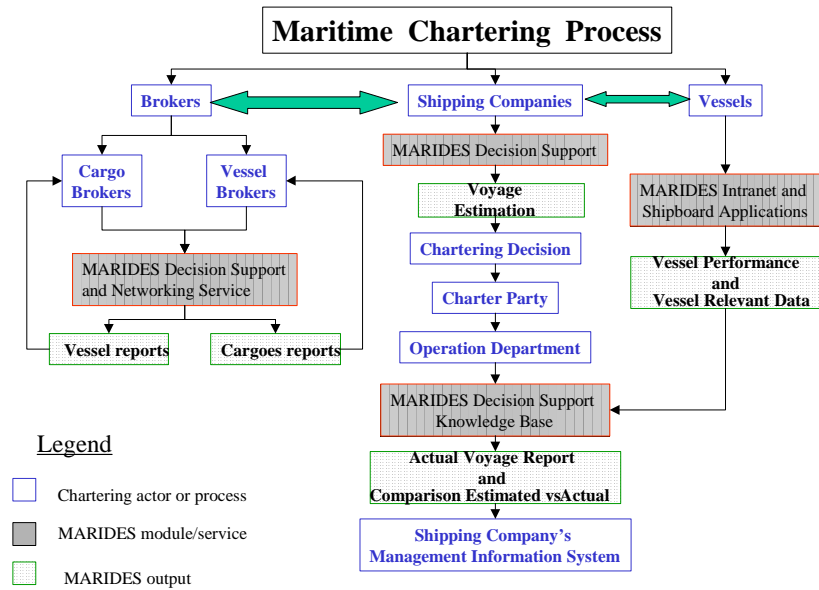 Maritime Chartering Process
Brokers
Shipping Companies
Vessels
Cargo
Brokers
Vessel
Brokers
MARIDES Decision Support
and Networking Service
Vessel reports
Cargoes reports
MARIDES Decision Support
Voyage
Estimation
Chartering Decision
Charter Party
Operation Department
MARIDES Decision Support
Knowledge Base
Actual Voyage Report
and
Comparison Estimated vsActual
Shipping Company's
Management Information System
MARIDES Intranet and
Shipboard Applications
Vessel Performance
and
Vessel Relevant Data
Legend
Chartering actor or process
MARIDES module/service
MARIDES output